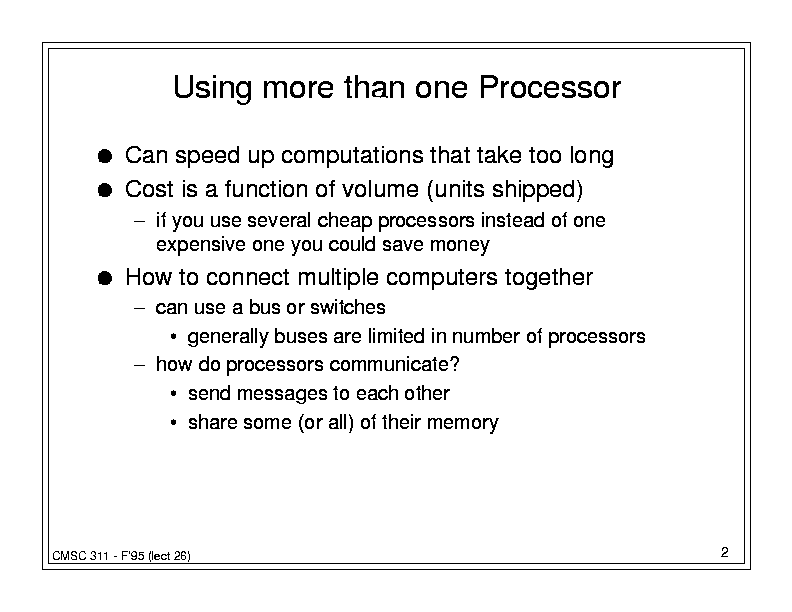 Using more than one Processor
● Can speed up computations that take too long
● Cost is a function of volume (units shipped)
– if you use several cheap processors instead of one
expensive one you could save money
● How to connect multiple computers together
– can use a bus or switches
• generally buses are limited in number of processors
– how do processors communicate?
• send messages to each other
• share some (or all) of their memory
CMSC 311 - F'95 (lect 26)
2